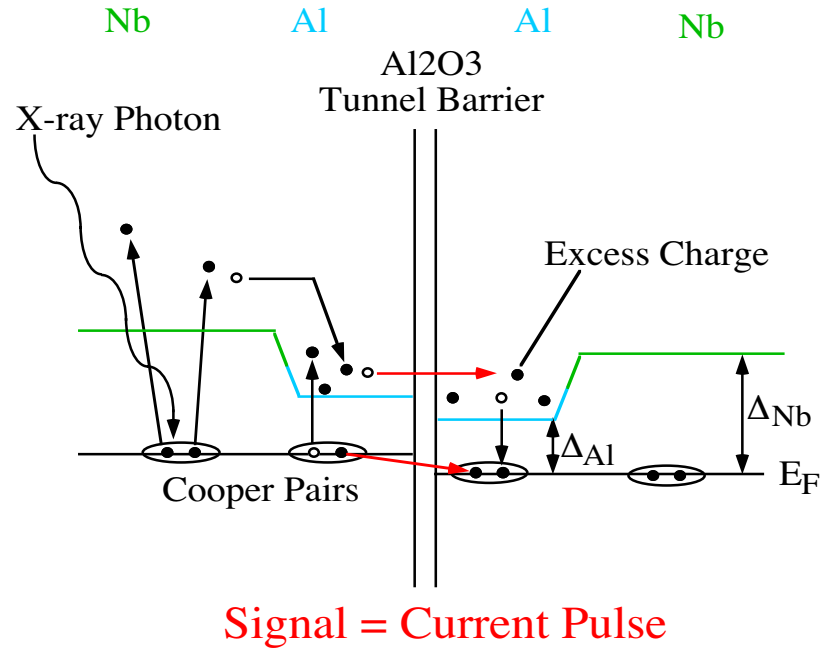 Nb Al Al Nb
Al2O3
Tunnel Barrier
X-ray Photon
Excess Charge
ΔNb
ΔAl
Cooper Pairs
EF
Signal = Current Pulse